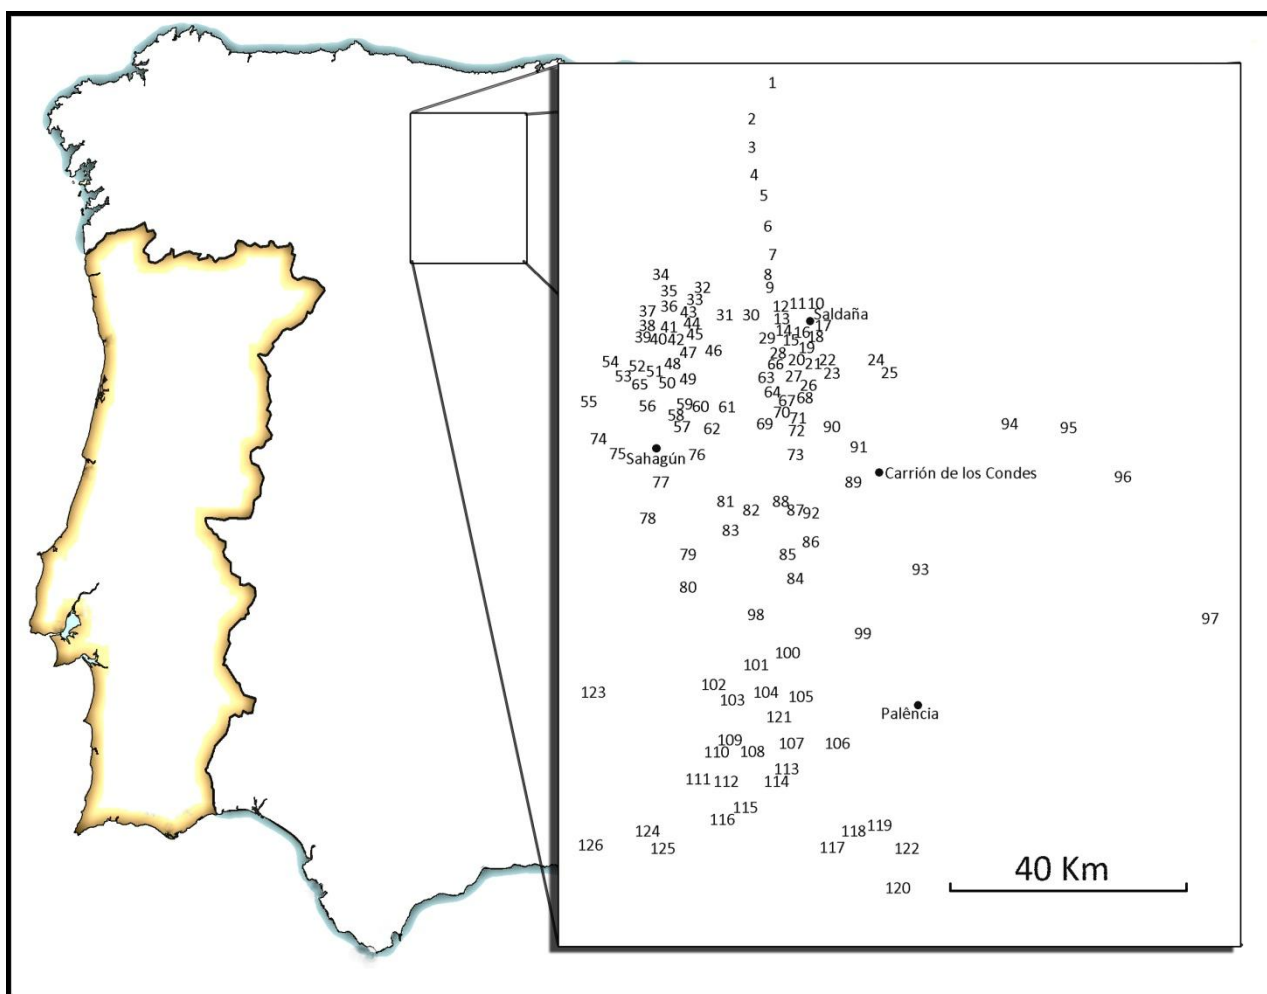 1
2
3
4
5
6
7
34 8
35 32 9
36 33 12 11 10
37 43 31 30 Saldaña
38 41 44 13 17
39 40 42 45 29 14 15 16 18
47 46 28 19
54 52 51 48 66 20 21 22 24
53 65 50 49 63 27 26 23 25
64
55 56 59 60 61 67 68
58 70
57 62 69 71 72 90 94 95
74
75 Sahagún 76 73 91
77 89 Carrión de los Condes 96
81 88
78 82 87 92
83 86
79 85
80 84 93
98 97
99
100
101
102 104
123 103 105
121 Palência
109 107 106
110 108
113
111 112 114
115
116
124 118 119
126 125 117 122
40 Km
120